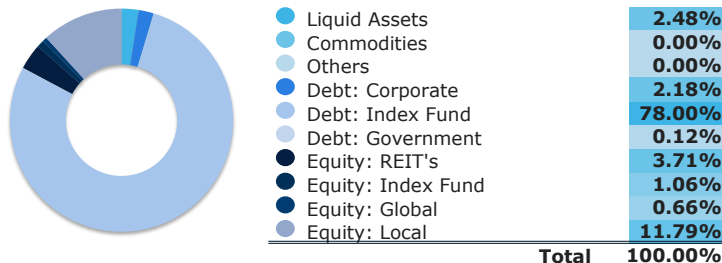 Liquid Assets 2.48%
Commodities 0.00%
Others 0.00%
Debt: Corporate 2.18%
Debt: Index Fund 78.00%
Debt: Government 0.12%
Equity: REIT's 3.71%
Equity: Index Fund 1.06%
Equity: Global 0.66%
Equity: Local 11.79%
Total 100.00%